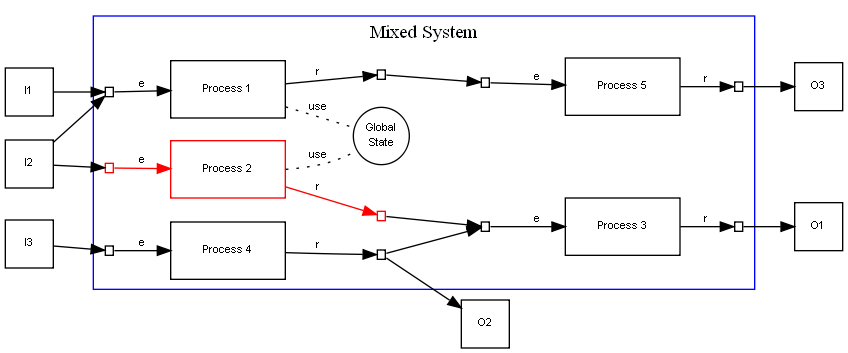 Mixed System
I1
e
Process 1
r
e
Process 5
r
O3
use
Global
State
I2
e
Process 2
use
r
I3
e
Process 4
r
e
Process 3
r
O1
O2